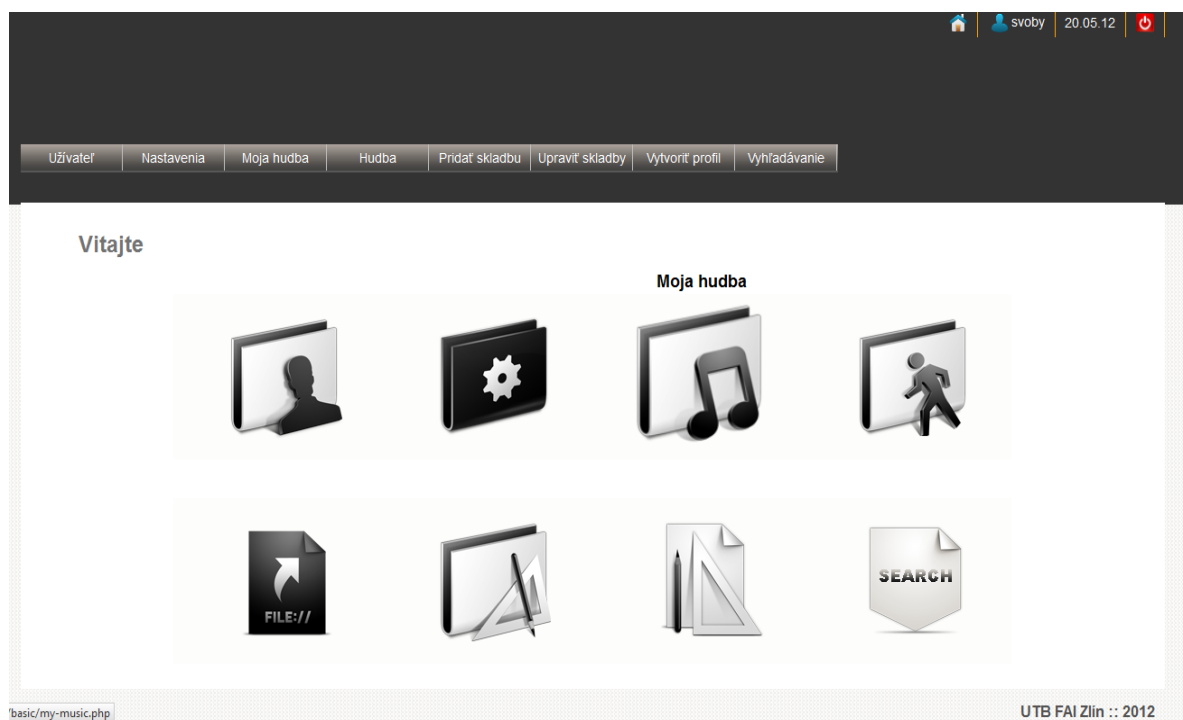 svoby 20.05.12
Užívateľ Nastavenia Moja hudba Hudba Pridať skladbu Upraviť skladby Vytvoriť profil Vyhľadávanie
Vitajte
Moja hudba
FILE://
SEARCH
/basic/my-music.php
UTB FAI Zlín :: 2012